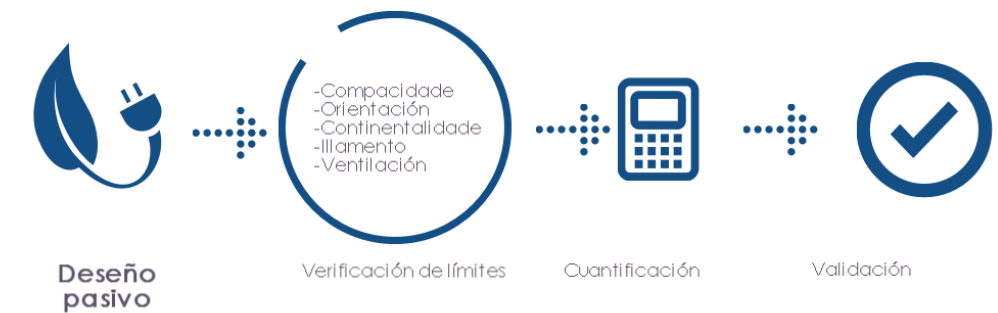 -Compacidade
-Orientación
-Continentalidade
-Illamento
-Ventilación
Deseño
pasivo
Verificación de límites
Cuantificación
Validación